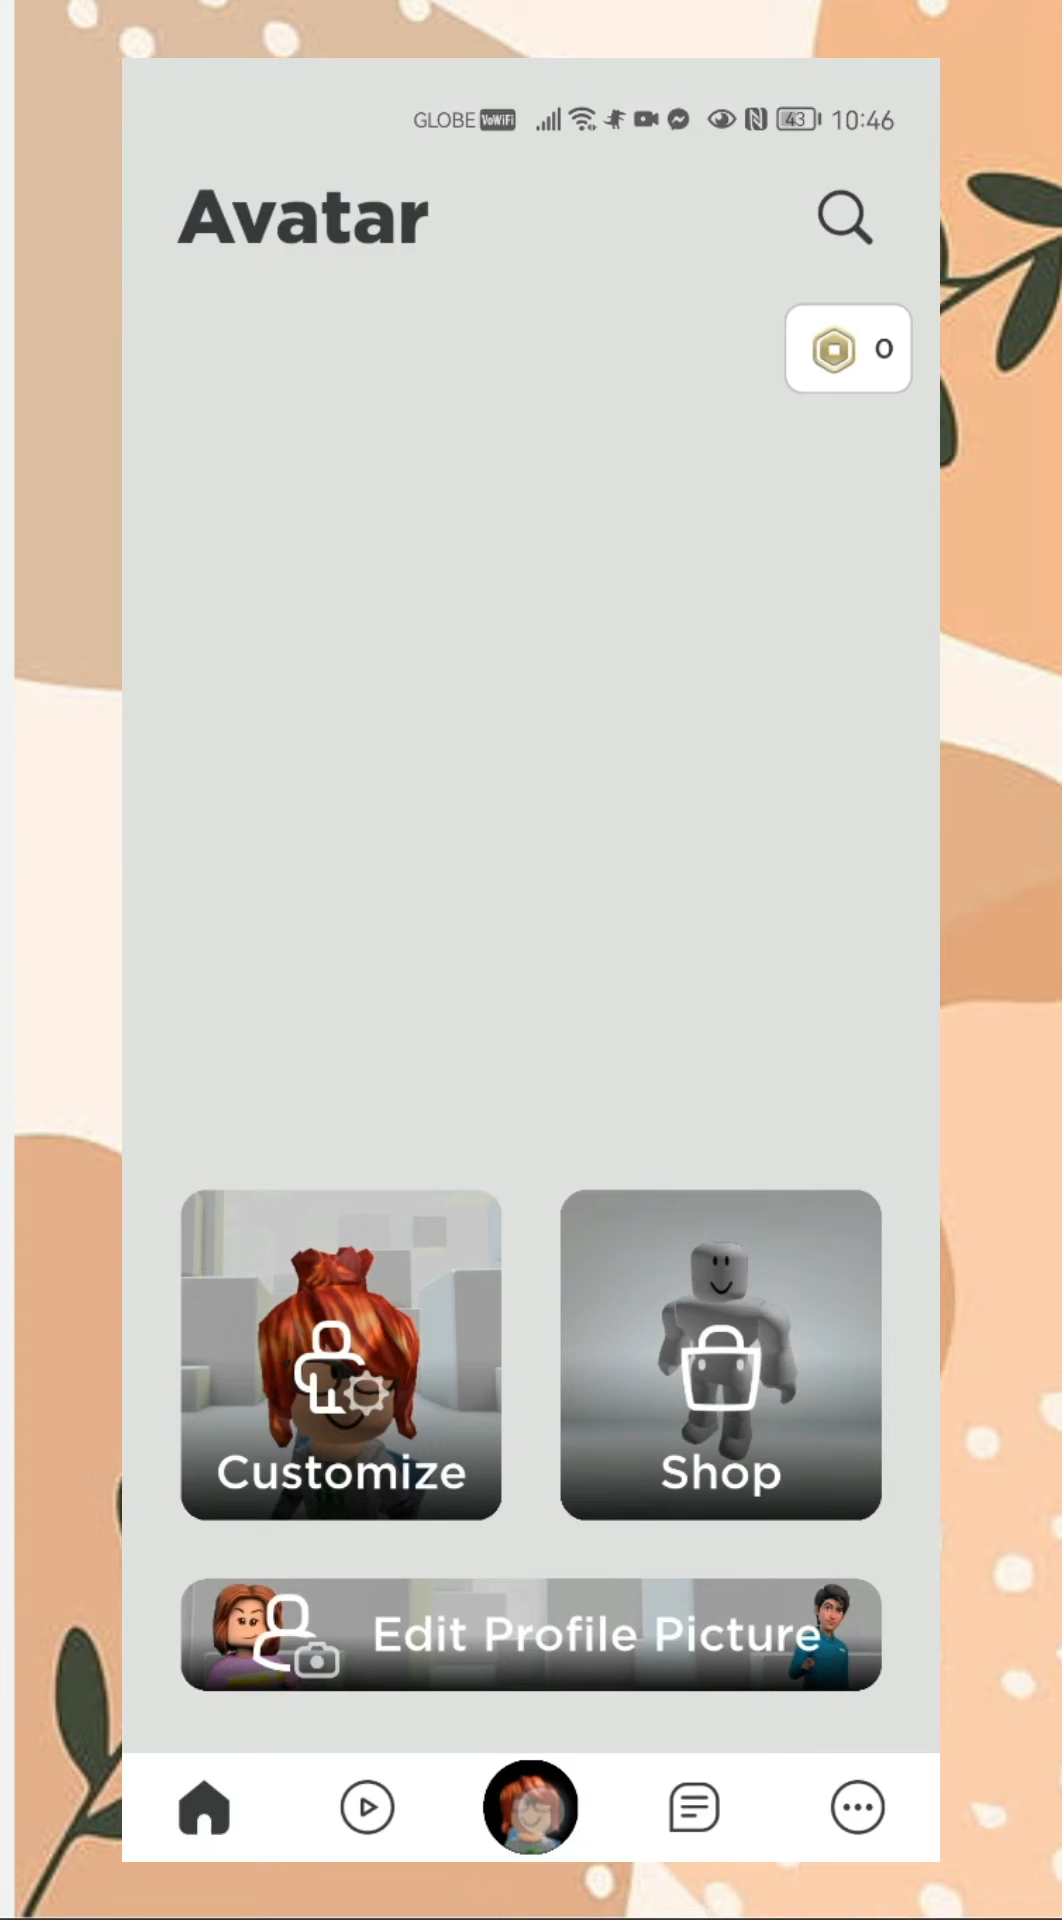 GLOBE VoWiFi 43 10:46
Avatar
0
Customize
Shop
Edit Profile Picture